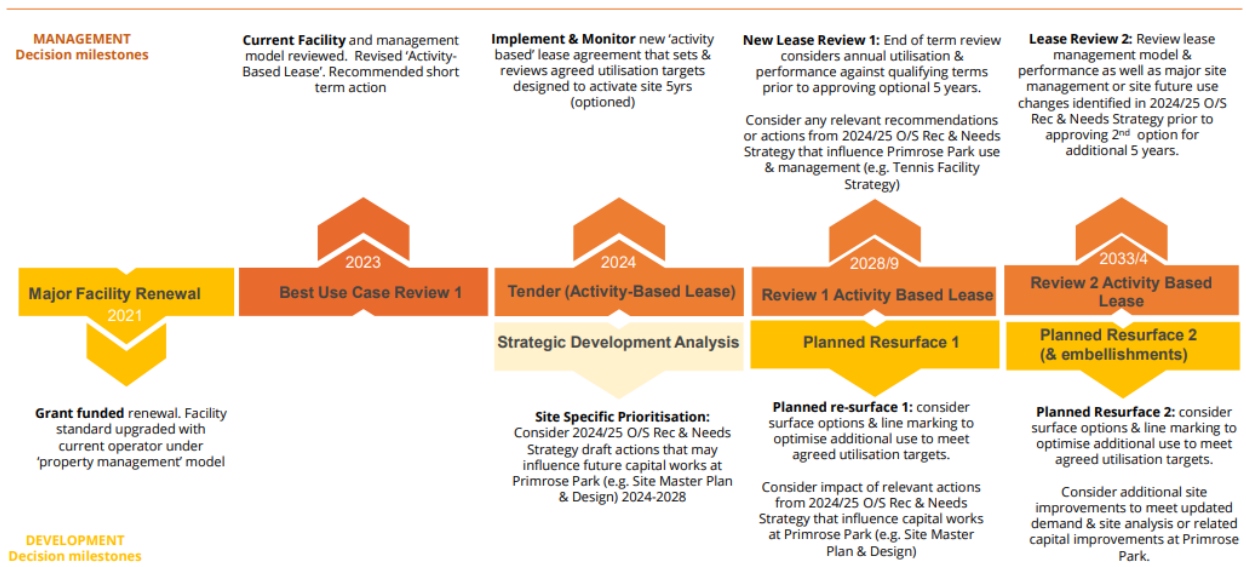 MANAGEMENT
Decision milestones
Current Facility and management
model reviewed. Revised ‘Activity-
Based Lease’. Recommended short
term action
Implement & Monitor new ‘activity
based’ lease agreement that sets &
reviews agreed utilisation targets
designed to activate site 5yrs
(optioned)
New Lease Review 1: End of term review
considers annual utilisation &
performance against qualifying terms
prior to approving optional 5 years.
Consider any relevant recommendations
or actions from 2024/25 O/S Rec & Needs
Strategy that influence Primrose Park use
& management (e.g. Tennis Facility
Strategy)
Lease Review 2: Review lease
management model &
performance as well as major site
management or site future use
changes identified in 2024/25 O/S
Rec & Needs Strategy prior to
approving 2nd option for
additional 5 years.
Major Facility Renewal
2021
2023
Best Use Case Review 1
2024
Tender (Activity-Based Lease)
2028/9
Review 1 Activity Based Lease
2033/4
Review 2 Activity Based
Lease
Strategic Development Analysis
Planned Resurface 1
Planned Resurface 2
(& embellishments)
Grant funded renewal. Facility
standard upgraded with
current operator under
‘property management’ model
Site Specific Prioritisation:
Consider 2024/25 O/S Rec & Needs
Strategy draft actions that may
influence future capital works at
Primrose Park (e.g. Site Master Plan
& Design) 2024-2028
Planned re-surface 1: consider
surface options & line marking to
optimise additional use to meet
agreed utilisation targets.
Consider impact of relevant actions
from 2024/25 O/S Rec & Needs
Strategy that influence capital works
at Primrose Park (e.g. Site Master
Plan & Design)
Planned Resurface 2: consider
surface options & line marking to
optimise additional use to meet
agreed utilisation targets.
Consider additional site
improvements to meet updated
demand & site analysis or related
capital improvements at Primrose
Park.
DEVELOPMENT
Decision milestones